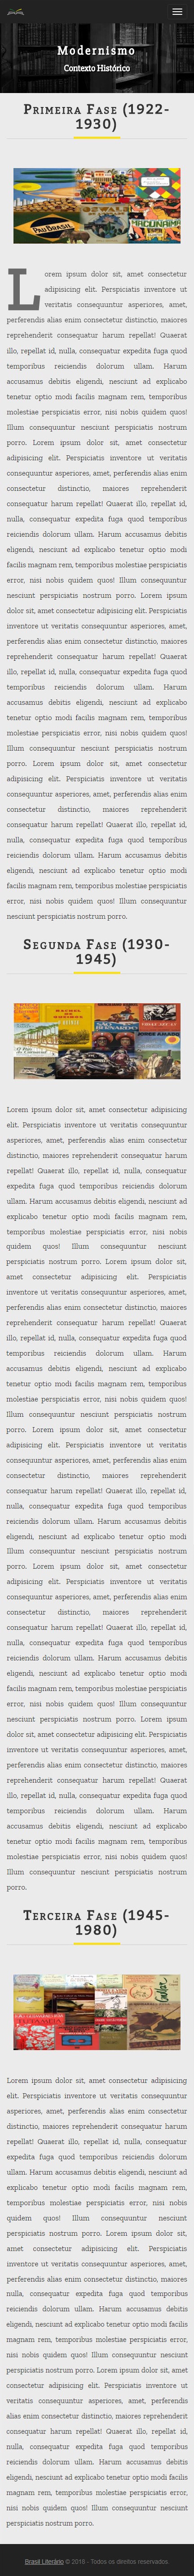 Modernismo
Contexto Histórico
Primeira Fase (1922-
1930)
PAU BRASIL
MACUNAÍMA
Lorem ipsum dolor sit, amet consectetur
adipisicing elit. Perspiciatis inventore ut
veritatis consequuntur asperiores, amet,
perferendis alias enim consectetur distinctio, maiores
reprehenderit consequatur harum repellat! Quaerat
illo, repellat id, nulla, consequatur expedita fuga quod
temporibus reiciendis dolorum ullam. Harum
accusamus debitis eligendi, nesciunt ad explicabo
tenetur optio modi facilis magnam rem, temporibus
molestiae perspiciatis error, nisi nobis quidem quos!
Illum consequuntur nesciunt perspiciatis nostrum
porro. Lorem ipsum dolor sit, amet consectetur
adipisicing elit. Perspiciatis inventore ut veritatis
consequuntur asperiores, amet, perferendis alias enim
consectetur distinctio, maiores reprehenderit
consequatur harum repellat! Quaerat illo, repellat id,
nulla, consequatur expedita fuga quod temporibus
reiciendis dolorum ullam. Harum accusamus debitis
eligendi, nesciunt ad explicabo tenetur optio modi
facilis magnam rem, temporibus molestiae perspiciatis
error, nisi nobis quidem quos! Illum consequuntur
nesciunt perspiciatis nostrum porro. Lorem ipsum
dolor sit, amet consectetur adipisicing elit. Perspiciatis
inventore ut veritatis consequuntur asperiores, amet,
perferendis alias enim consectetur distinctio, maiores
reprehenderit consequatur harum repellat! Quaerat
illo, repellat id, nulla, consequatur expedita fuga quod
temporibus reiciendis dolorum ullam. Harum
accusamus debitis eligendi, nesciunt ad explicabo
tenetur optio modi facilis magnam rem, temporibus
molestiae perspiciatis error, nisi nobis quidem quos!
Illum consequuntur nesciunt perspiciatis nostrum
porro. Lorem ipsum dolor sit, amet consectetur
adipisicing elit. Perspiciatis inventore ut veritatis
consequuntur asperiores, amet, perferendis alias enim
consectetur distinctio, maiores reprehenderit
consequatur harum repellat! Quaerat illo, repellat id,
nulla, consequatur expedita fuga quod temporibus
reiciendis dolorum ullam. Harum accusamus debitis
eligendi, nesciunt ad explicabo tenetur optio modi
facilis magnam rem, temporibus molestiae perspiciatis
error, nisi nobis quidem quos! Illum consequuntur
nesciunt perspiciatis nostrum porro.
Segunda Fase (1930-
1945)
Lorem ipsum dolor sit, amet consectetur adipisicing
elit. Perspiciatis inventore ut veritatis consequuntur
asperiores, amet, perferendis alias enim consectetur
distinctio, maiores reprehenderit consequatur harum
repellat! Quaerat illo, repellat id, nulla, consequatur
expedita fuga quod temporibus reiciendis dolorum
ullam. Harum accusamus debitis eligendi, nesciunt ad
explicabo tenetur optio modi facilis magnam rem,
temporibus molestiae perspiciatis error, nisi nobis
quidem quos! Illum consequuntur nesciunt
perspiciatis nostrum porro. Lorem ipsum dolor sit,
amet consectetur adipisicing elit. Perspiciatis
inventore ut veritatis consequuntur asperiores, amet,
perferendis alias enim consectetur distinctio, maiores
reprehenderit consequatur harum repellat! Quaerat
illo, repellat id, nulla, consequatur expedita fuga quod
temporibus reiciendis dolorum ullam. Harum
accusamus debitis eligendi, nesciunt ad explicabo
tenetur optio modi facilis magnam rem, temporibus
molestiae perspiciatis error, nisi nobis quidem quos!
Illum consequuntur nesciunt perspiciatis nostrum
porro. Lorem ipsum dolor sit, amet consectetur
adipisicing elit. Perspiciatis inventore ut veritatis
consequuntur asperiores, amet, perferendis alias enim
consectetur distinctio, maiores reprehenderit
consequatur harum repellat! Quaerat illo, repellat id,
nulla, consequatur expedita fuga quod temporibus
reiciendis dolorum ullam. Harum accusamus debitis
eligendi, nesciunt ad explicabo tenetur optio modi
Illum consequuntur nesciunt perspiciatis nostrum
porro. Lorem ipsum dolor sit, amet consectetur
adipisicing elit. Perspiciatis inventore ut veritatis
consequuntur asperiores, amet, perferendis alias enim
consectetur distinctio, maiores reprehenderit
consequatur harum repellat! Quaerat illo, repellat id,
nulla, consequatur expedita fuga quod temporibus
reiciendis dolorum ullam. Harum accusamus debitis
eligendi, nesciunt ad explicabo tenetur optio modi
facilis magnam rem, temporibus molestiae perspiciatis
error, nisi nobis quidem quos! Illum consequuntur
nesciunt perspiciatis nostrum porro. Lorem ipsum
dolor sit, amet consectetur adipisicing elit. Perspiciatis
inventore ut veritatis consequuntur asperiores, amet,
perferendis alias enim consectetur distinctio, maiores
reprehenderit consequatur harum repellat! Quaerat
illo, repellat id, nulla, consequatur expedita fuga quod
temporibus reiciendis dolorum ullam. Harum
accusamus debitis eligendi, nesciunt ad explicabo
tenetur optio modi facilis magnam rem, temporibus
molestiae perspiciatis error, nisi nobis quidem quos!
Illum consequuntur nesciunt perspiciatis nostrum
porro.
Terceira Fase (1945-
1980)
Lorem ipsum dolor sit, amet consectetur adipisicing
elit. Perspiciatis inventore ut veritatis consequuntur
asperiores, amet, perferendis alias enim consectetur
distinctio, maiores reprehenderit consequatur harum
repellat! Quaerat illo, repellat id, nulla, consequatur
expedita fuga quod temporibus reiciendis dolorum
ullam. Harum accusamus debitis eligendi, nesciunt ad
explicabo tenetur optio modi facilis magnam rem,
temporibus molestiae perspiciatis error, nisi nobis
quidem quos! Illum consequuntur nesciunt
perspiciatis nostrum porro. Lorem ipsum dolor sit,
amet consectetur adipisicing elit. Perspiciatis
inventore ut veritatis consequuntur asperiores, amet,
perferendis alias enim consectetur distinctio, maiores
reprehenderit consequatur harum repellat! Quaerat illo, repellat id,
nulla, consequatur expedita fuga quod temporibus
reiciendis dolorum ullam. Harum accusamus debitis
eligendi, nesciunt ad explicabo tenetur optio modi facilis
magnam rem, temporibus molestiae perspiciatis error,
nisi nobis quidem quos! Illum consequuntur nesciunt
perspiciatis nostrum porro. Lorem ipsum dolor sit, amet
consectetur adipisicing elit. Perspiciatis inventore ut
veritatis consequuntur asperiores, amet, perferendis
alias enim consectetur distinctio, maiores reprehenderit
consequatur harum repellat! Quaerat illo, repellat id,
nulla, consequatur expedita fuga quod temporibus
reiciendis dolorum ullam. Harum accusamus debitis
eligendi, nesciunt ad explicabo tenetur optio modi facilis
magnam rem, temporibus molestiae perspiciatis error,
nisi nobis quidem quos! Illum consequuntur nesciunt
perspiciatis nostrum porro.
Brasil Literário © 2018 - Todos os direitos reservados.